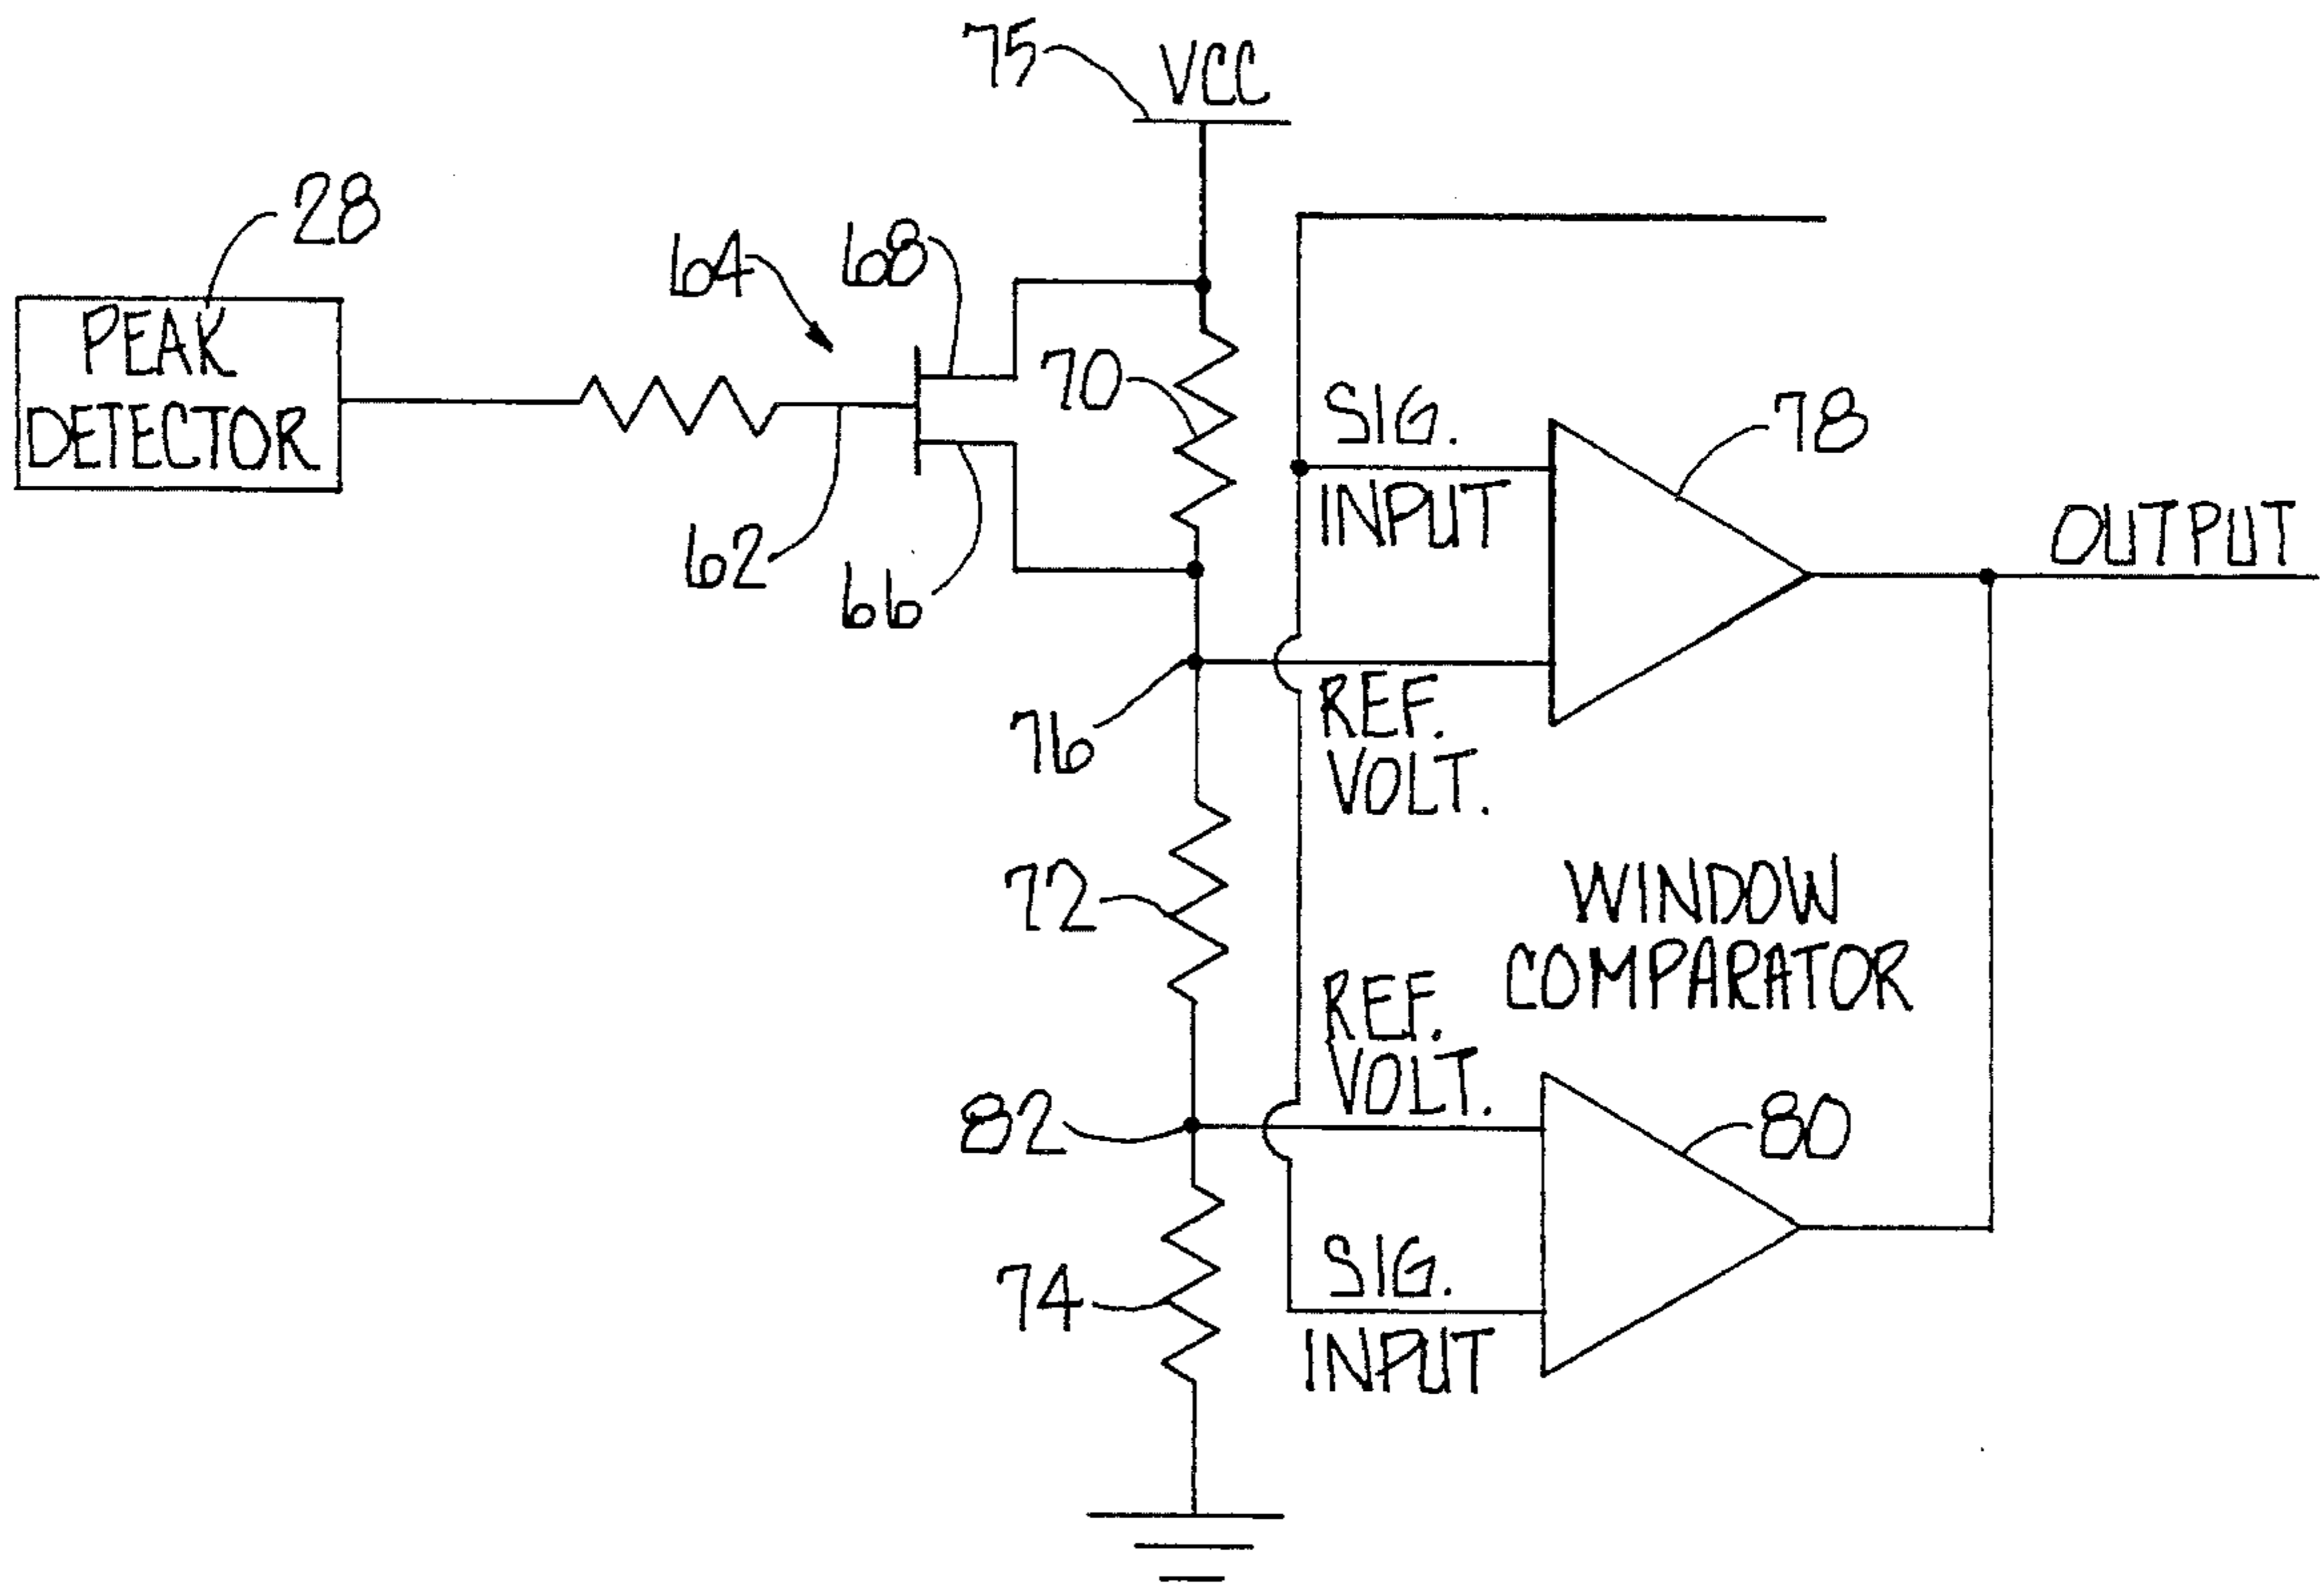 75
VCC
28
64
68
PEAK
DETECTOR
70
SIG.
INPUT
78
OUTPUT
62
66
76
REF.
VOLT.
72
WINDOW
COMPARATOR
REF.
VOLT.
82
80
SIG.
INPUT
74